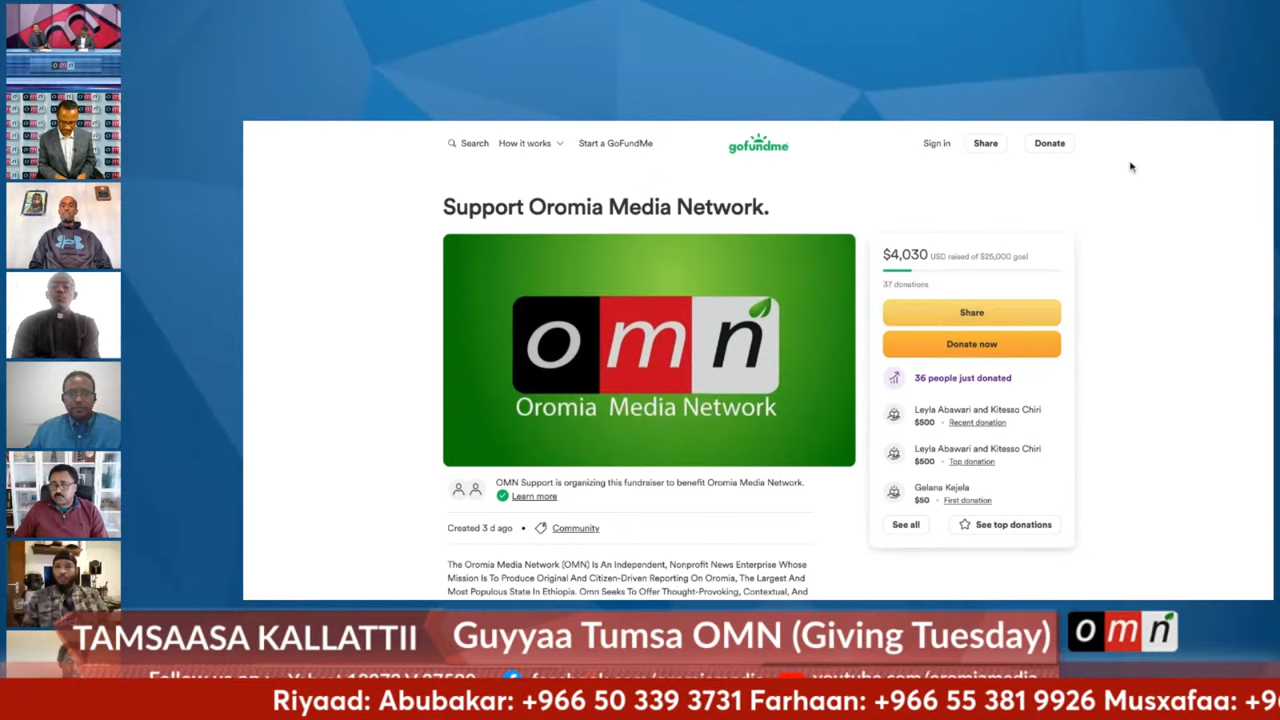 Search How it works Start a GoFundMe gofundme Sign in Share Donate
Support Oromia Media Network.
omn
Oromia Media Network
$4,030 USD raised of $25,000 goal
37 donations
Share
Donate now
36 people just donated
Leyla Abawari and Kitesso Chiri
$500 • Recent donation
Leyla Abawari and Kitesso Chiri
$500 • Top donation
Gelana Kejela
$50 • First donation
See all See top donations
OMN Support is organizing this fundraiser to benefit Oromia Media Network.
Learn more
Created 3 d ago • Community
The Oromia Media Network (OMN) Is An Independent, Nonprofit News Enterprise Whose
Mission Is To Produce Original And Citizen-Driven Reporting On Oromia, The Largest And
Most Populous State In Ethiopia. Omn Seeks To Offer Thought-Provoking, Contextual, And
TAMSAASA KALLATTII Guyyaa Tumsa OMN (Giving Tuesday) omn
Riyaad: Abubakar: +966 50 339 3731 Farhaan: +966 55 381 9926 Musxafaa: +9